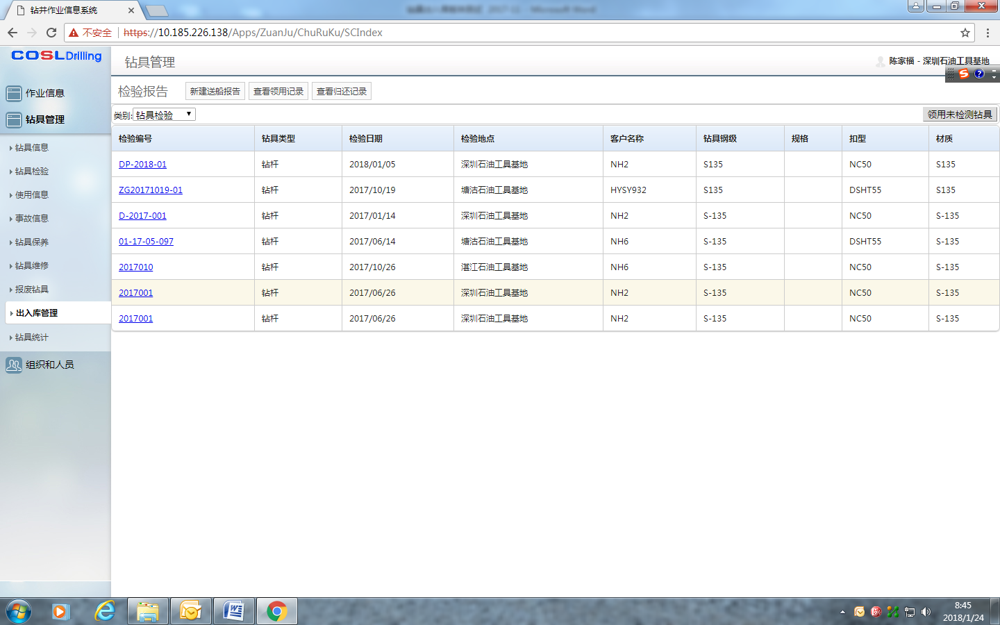 钻井作业信息系统
不安全 https://10.185.226.138/Apps/ZuanJu/ChuRuKu/SCIndex
COSL Drilling
钻具管理
陈家福 - 深圳石油工具基地
作业信息
钻具管理
钻具信息
钻具检验
使用信息
事故信息
钻具保养
钻具维修
报废钻具
出入库管理
钻具统计
组织和人员
检验报告 新建送船报告 查看领用记录 查看归还记录
类别: 钻具检验 领用未检测钻具
检验编号 钻具类型 检验日期 检验地点 客户名称 钻具钢级 规格 扣型 材质
DP-2018-01 钻杆 2018/01/05 深圳石油工具基地 NH2 S135 NC50 S135
ZG20171019-01 钻杆 2017/10/19 塘沽石油工具基地 HYSY932 S135 DSHT55 S135
D-2017-001 钻杆 2017/01/14 深圳石油工具基地 NH2 S-135 NC50 S-135
01-17-05-097 钻杆 2017/06/14 塘沽石油工具基地 NH6 S-135 DSHT55 S-135
2017010 钻杆 2017/10/26 湛江石油工具基地 NH6 S-135 NC50 S-135
2017001 钻杆 2017/06/26 深圳石油工具基地 NH2 S-135 NC50 S-135
2017001 钻杆 2017/06/26 深圳石油工具基地 NH2 S-135 NC50 S-135
8:45
2018/1/24